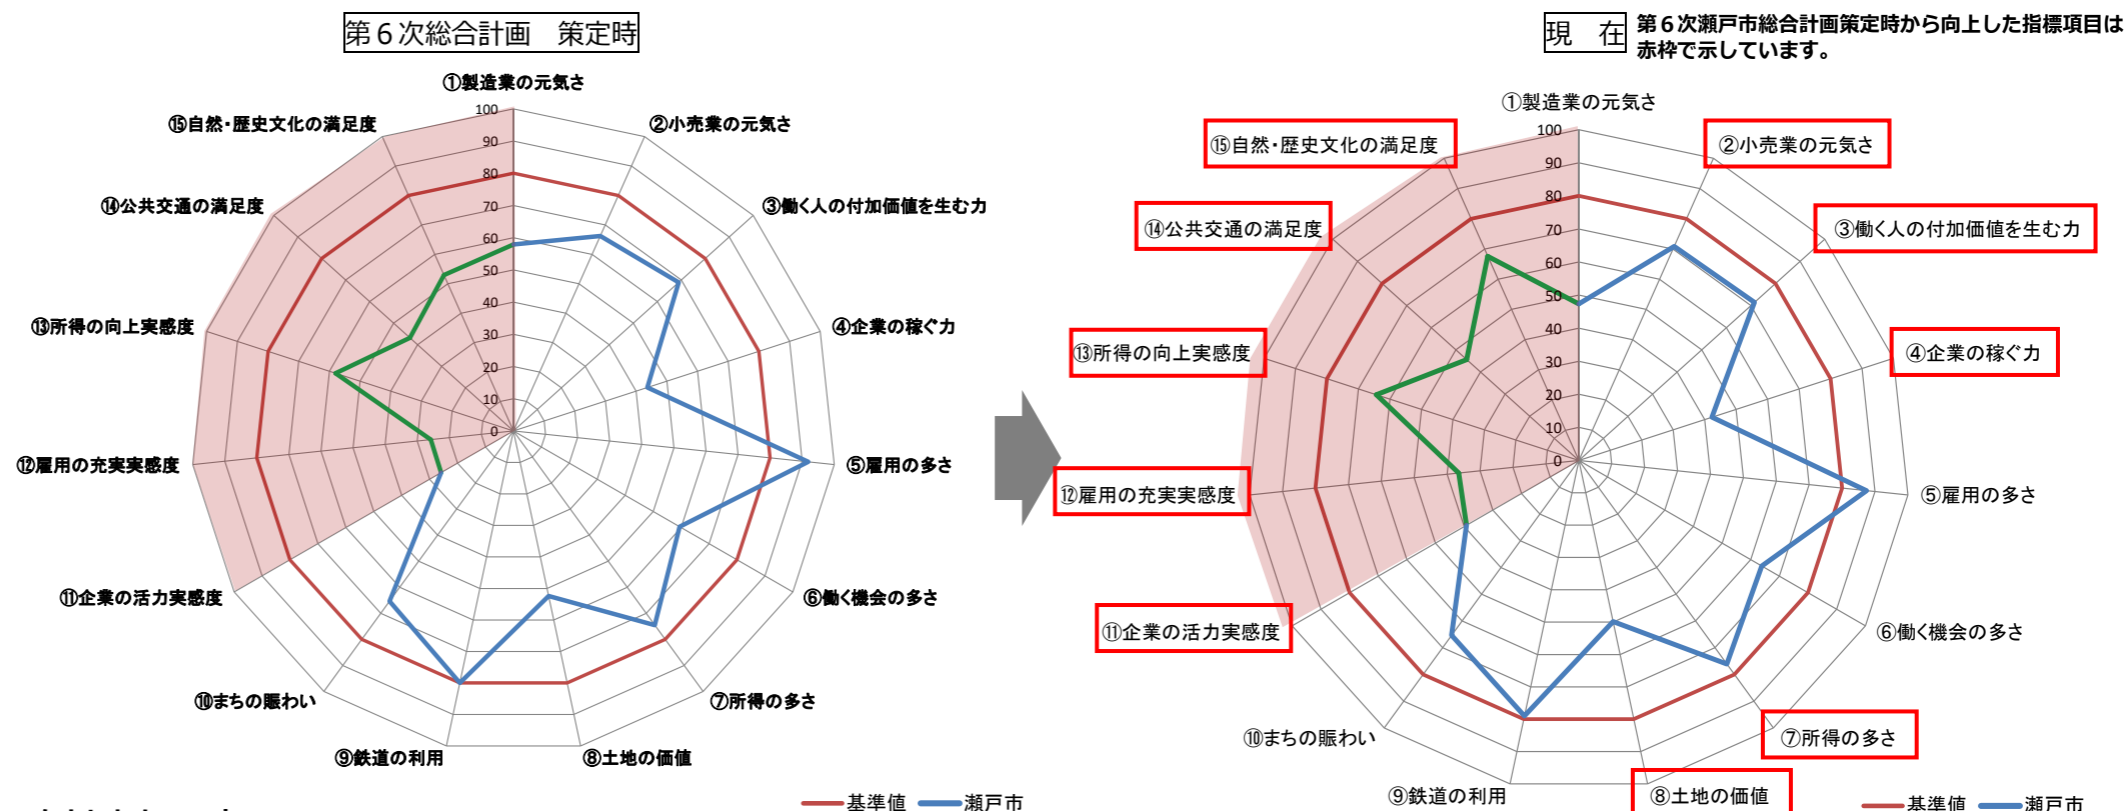 第６次総合計画　策定時
①製造業の元気さ
②小売業の元気さ
③働く人の付加価値を生む力
④企業の稼ぐ力
⑤雇用の多さ
⑥働く機会の多さ
⑦所得の多さ
⑧土地の価値
⑨鉄道の利用
⑩まちの賑わい
⑪企業の活力実感度
⑫雇用の充実実感度
⑬所得の向上実感度
⑭公共交通の満足度
⑮自然・歴史文化の満足度
100
90
80
70
60
50
40
30
20
10
0
基準値
瀬戸市
現　在
第６次瀬戸市総合計画策定時から向上した指標項目は
赤枠で示しています。
①製造業の元気さ
②小売業の元気さ
③働く人の付加価値を生む力
④企業の稼ぐ力
⑤雇用の多さ
⑥働く機会の多さ
⑦所得の多さ
⑧土地の価値
⑨鉄道の利用
⑩まちの賑わい
⑪企業の活力実感度
⑫雇用の充実実感度
⑬所得の向上実感度
⑭公共交通の満足度
⑮自然・歴史文化の満足度
100
90
80
70
60
50
40
30
20
10
0
基準値
瀬戸市